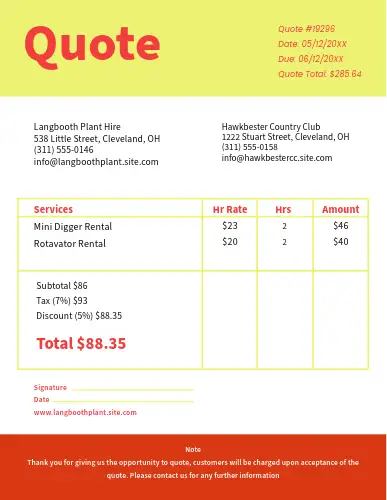 Quote
Quote #19296
Date: 05/12/20XX
Due: 06/12/20XX
Quote Total: $285.64
Langbooth Plant Hire
538 Little Street, Cleveland, OH
(311) 555-0146
info@langboothplant.site.com
Hawkbester Country Club
1222 Stuart Street, Cleveland, OH
(311) 555-0158
info@hawkbestercc.site.com
Services Hr Rate Hrs Amount
Mini Digger Rental $23 2 $46
Rotavator Rental $20 2 $40
Subtotal $86
Tax (7%) $93
Discount (5%) $88.35
Total $88.35
Signature
Date
www.langboothplant.site.com
Note
Thank you for giving us the opportunity to quote, customers will be charged upon acceptance of the
quote. Please contact us for any further information